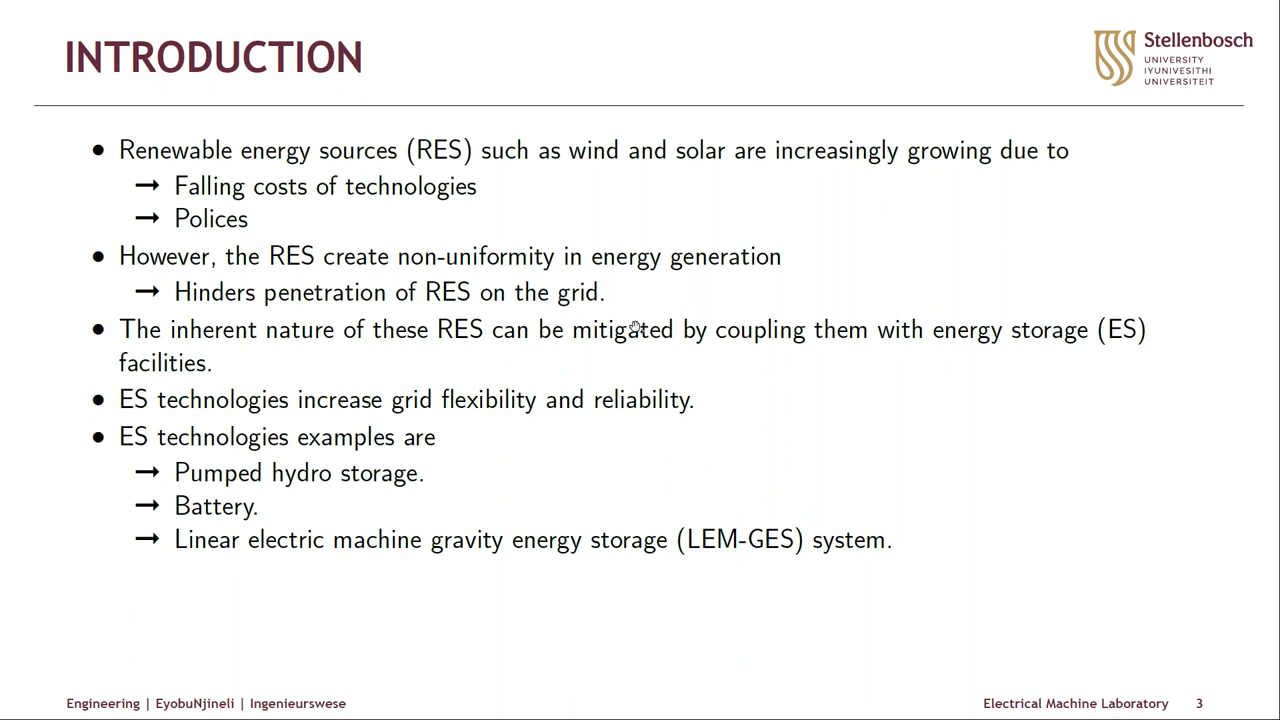 INTRODUCTION
Stellenbosch
UNIVERSITY
IYUNIVESITHI
UNIVERSITEIT
● Renewable energy sources (RES) such as wind and solar are increasingly growing due to
→ Falling costs of technologies
→ Polices
● However, the RES create non-uniformity in energy generation
→ Hinders penetration of RES on the grid.
● The inherent nature of these RES can be mitigated by coupling them with energy storage (ES)
facilities.
● ES technologies increase grid flexibility and reliability.
● ES technologies examples are
→ Pumped hydro storage.
→ Battery.
→ Linear electric machine gravity energy storage (LEM-GES) system.
Engineering | EyobuNjineli | Ingenieurswese
Electrical Machine Laboratory 3